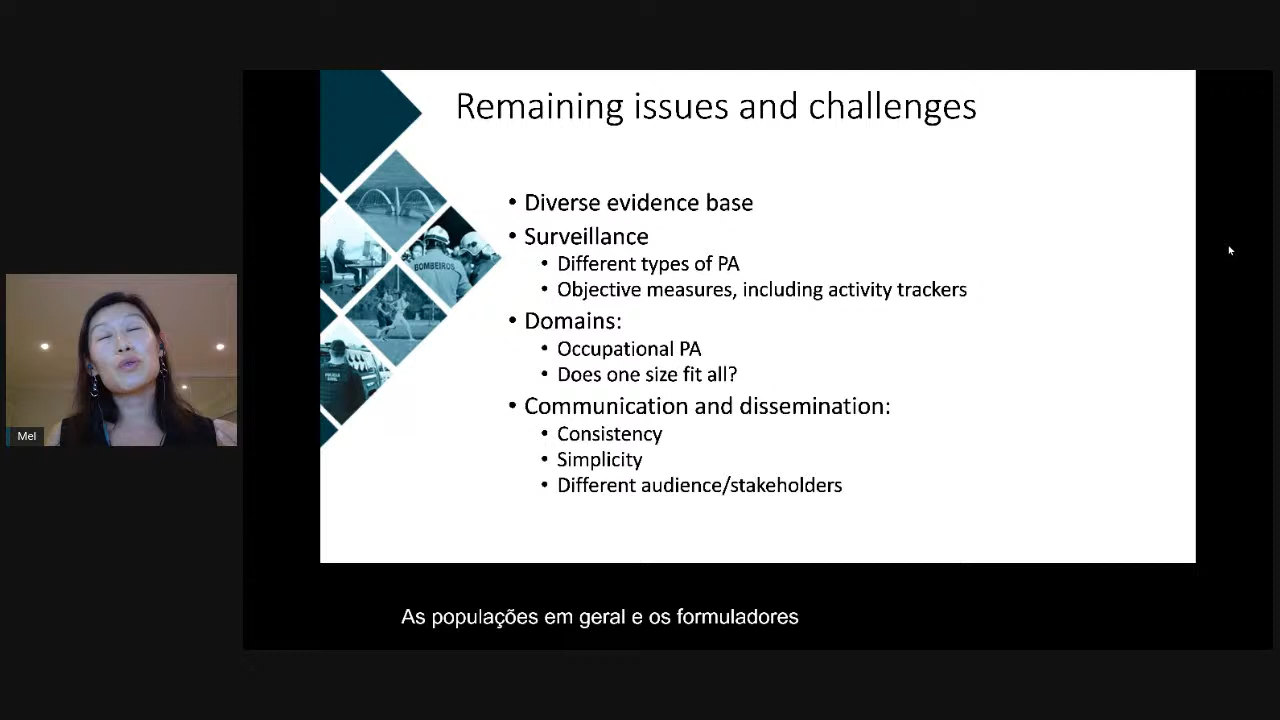 Remaining issues and challenges
• Diverse evidence base
• Surveillance
• Different types of PA
• Objective measures, including activity trackers
• Domains:
• Occupational PA
• Does one size fit all?
• Communication and dissemination:
• Consistency
• Simplicity
• Different audience/stakeholders
BOMBEIROS
POLÍCIA
CIVIL
Mel
As populações em geral e os formuladores